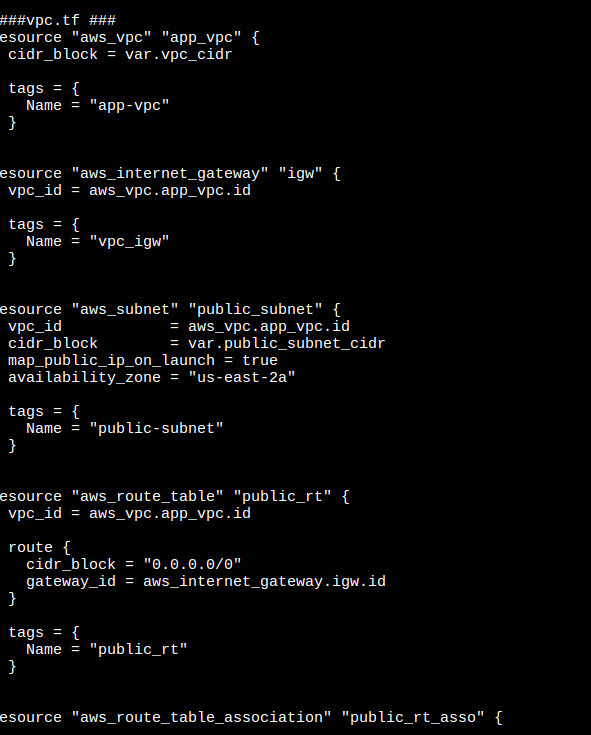 ###vpc.tf ###
esource "aws_vpc" "app_vpc" {
cidr_block = var.vpc_cidr
tags = {
Name = "app-vpc"
}
esource "aws_internet_gateway" "igw" {
vpc_id = aws_vpc.app_vpc.id
tags = {
Name = "vpc_igw"
}
esource "aws_subnet" "public_subnet" {
vpc_id            = aws_vpc.app_vpc.id
cidr_block        = var.public_subnet_cidr
map_public_ip_on_launch = true
availability_zone = "us-east-2a"
tags = {
Name = "public-subnet"
}
esource "aws_route_table" "public_rt" {
vpc_id = aws_vpc.app_vpc.id
route {
cidr_block = "0.0.0.0/0"
gateway_id = aws_internet_gateway.igw.id
}
tags = {
Name = "public_rt"
}
esource "aws_route_table_association" "public_rt_asso" {